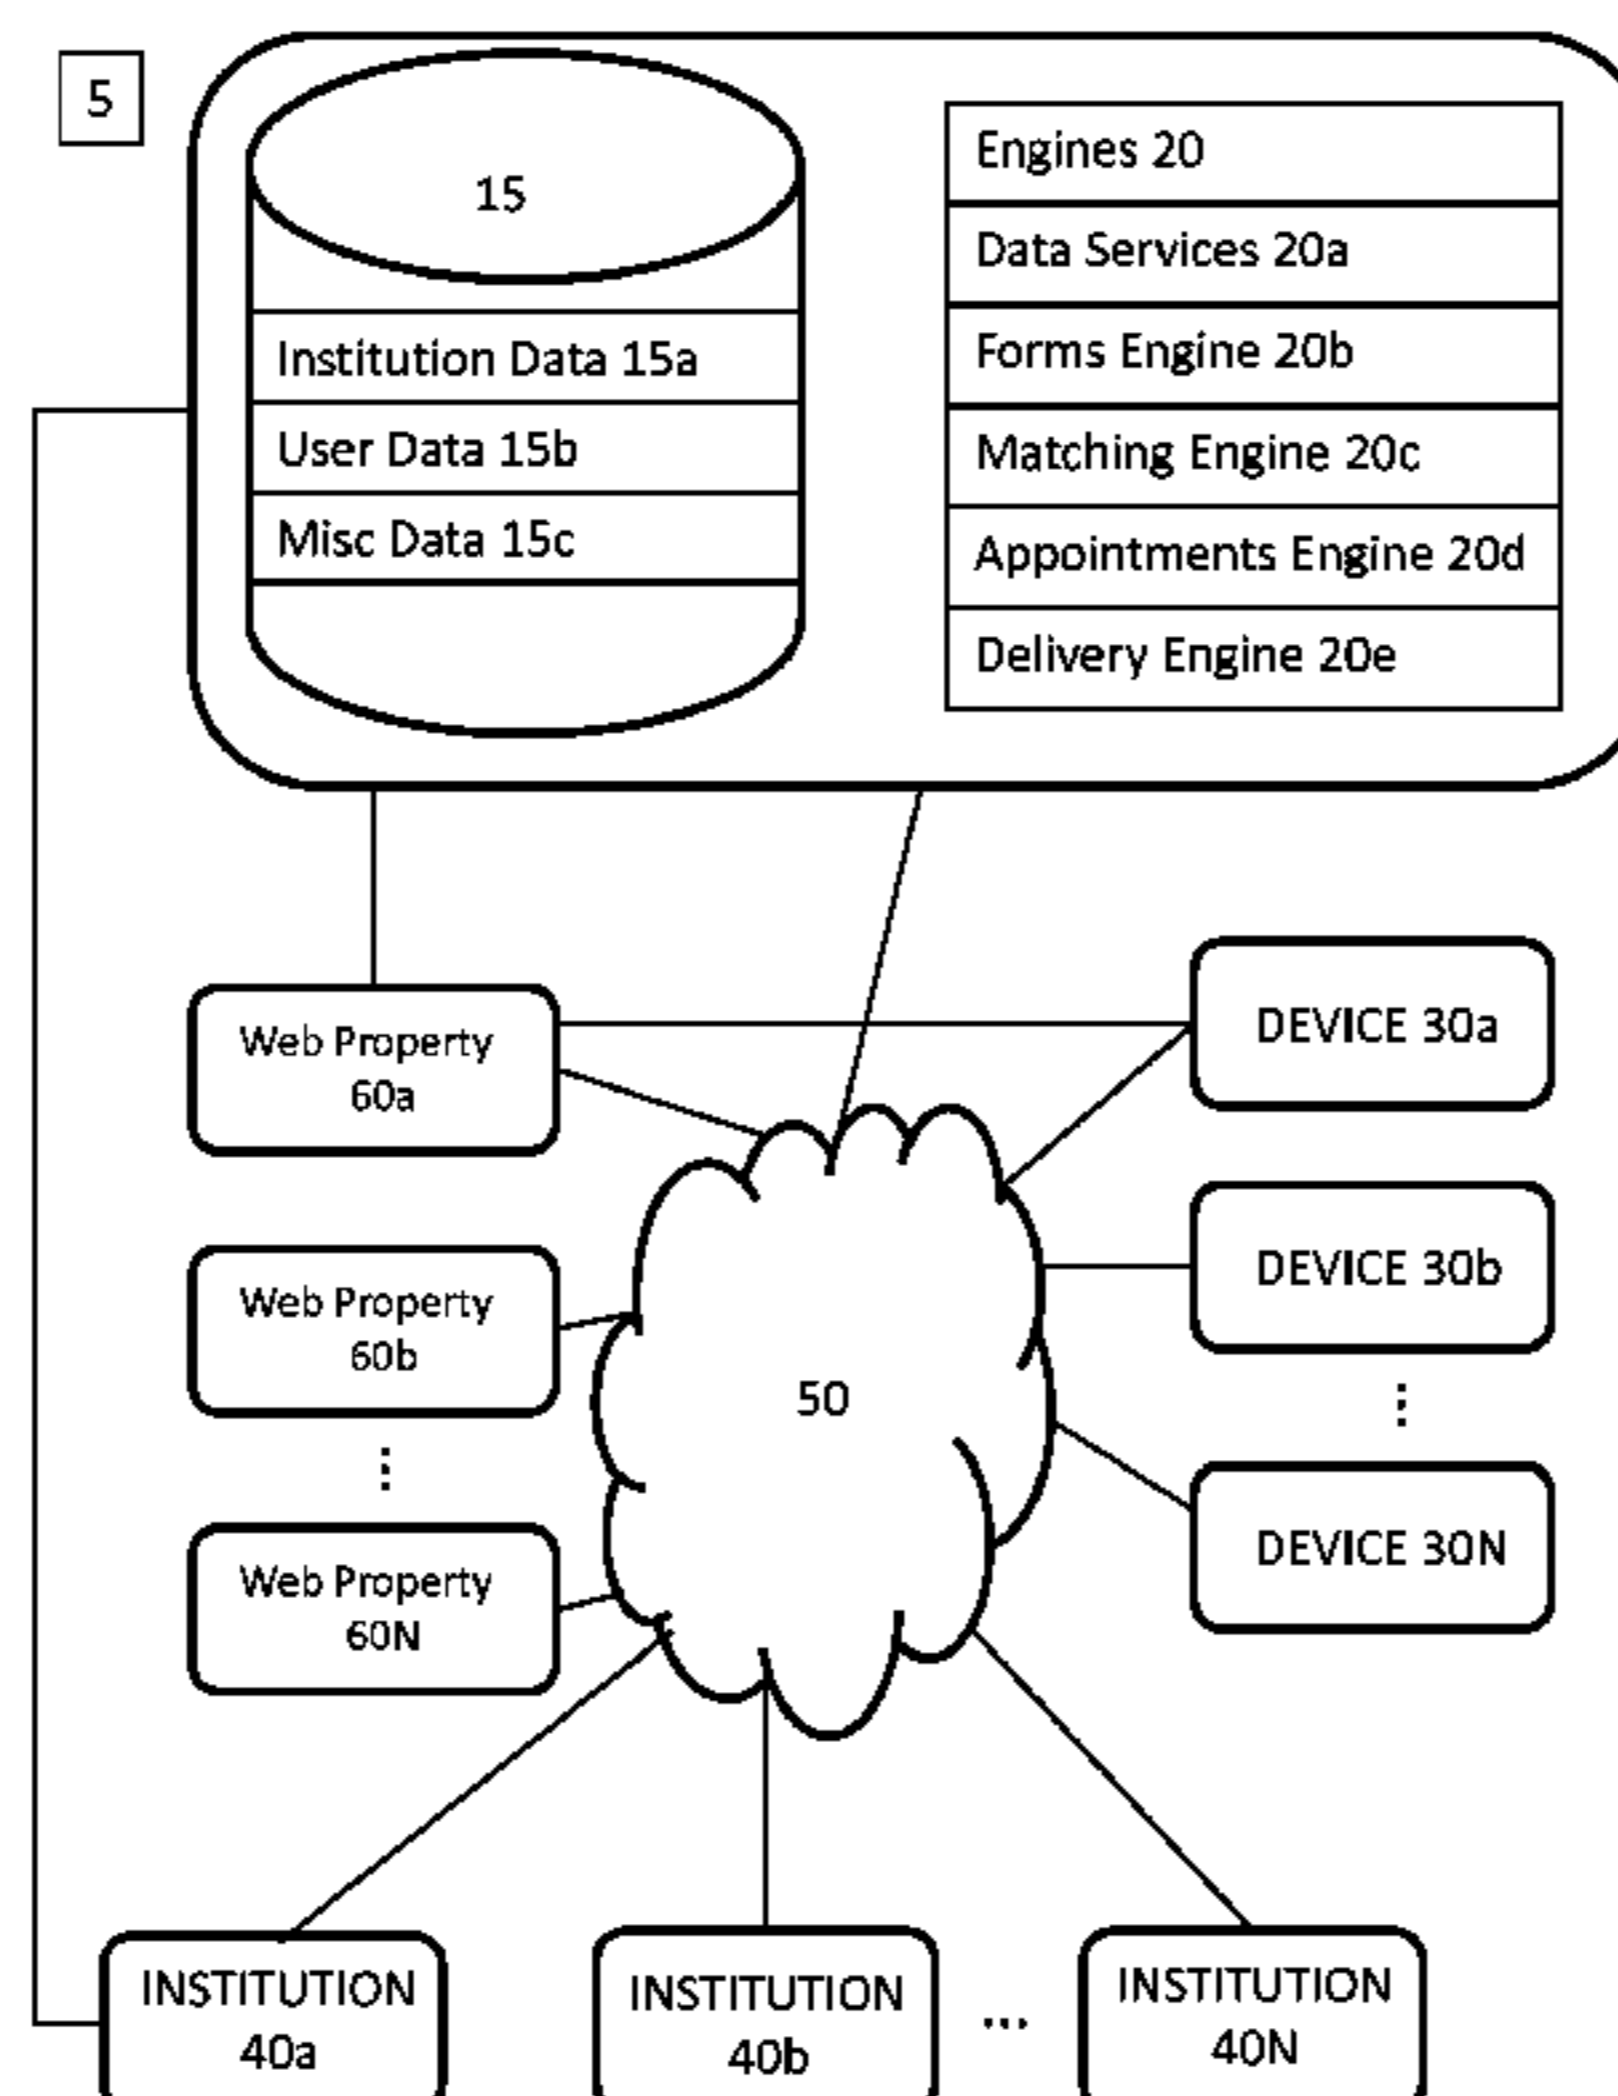 5
15
Institution Data 15a
User Data 15b
Misc Data 15c
Engines 20
Data Services 20a
Forms Engine 20b
Matching Engine 20c
Appointments Engine 20d
Delivery Engine 20e
Web Property
60a
DEVICE 30a
Web Property
60b
DEVICE 30b
⋮
50
⋮
Web Property
60N
DEVICE 30N
INSTITUTION
40a
INSTITUTION
40b
...
INSTITUTION
40N